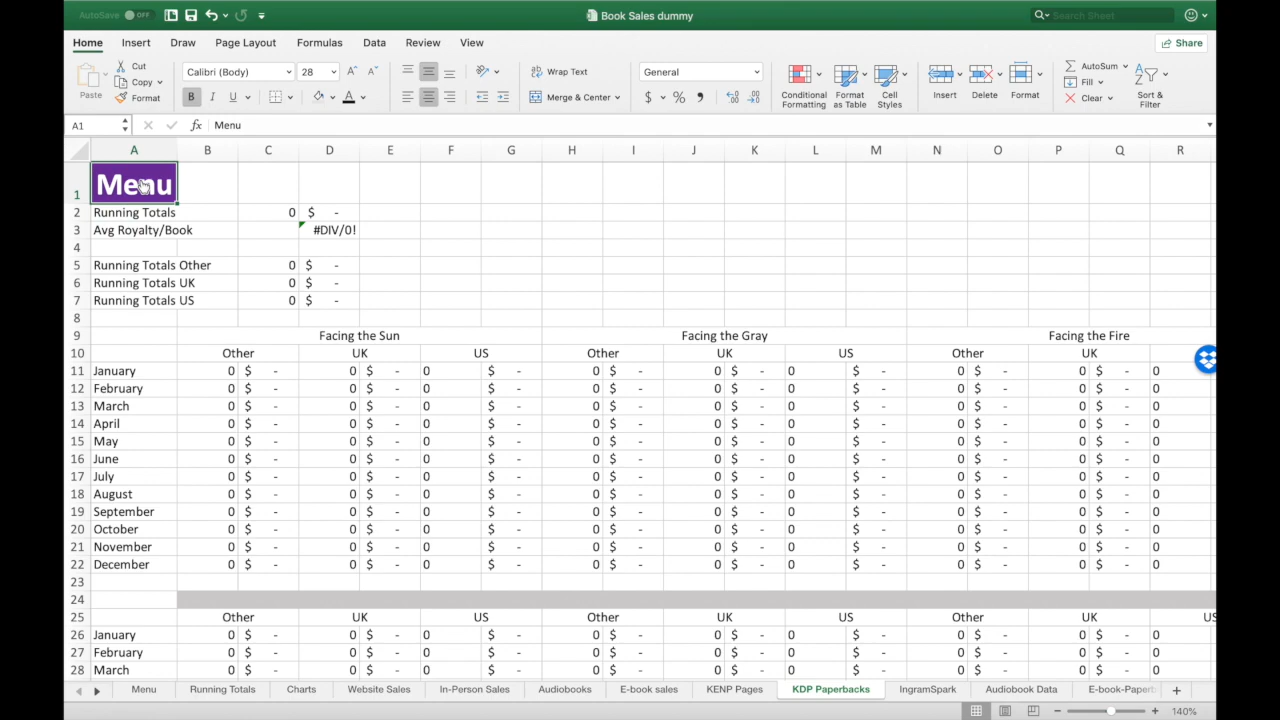 AutoSave OFF Book Sales dummy Search Sheet
Home Insert Draw Page Layout Formulas Data Review View Share
Paste Cut Copy Format Calibri (Body) 28 A A Wrap Text General Conditional Formatting Format as Table Cell Styles Insert Delete Format AutoSum Fill Clear Sort & Filter
B I U A Merge & Center $ % ,
A1 fx Menu
A B C D E F G H I J K L M N O P Q R
1 Menu
2 Running Totals 0 $ -
3 Avg Royalty/Book #DIV/0!
4
5 Running Totals Other 0 $ -
6 Running Totals UK 0 $ -
7 Running Totals US 0 $ -
8
9 Facing the Sun Facing the Gray Facing the Fire
10 Other UK US Other UK US Other UK
11 January 0 $ - 0 $ - 0 $ - 0 $ - 0 $ - 0 $ - 0 $ - 0 $ - 0
12 February 0 $ - 0 $ - 0 $ - 0 $ - 0 $ - 0 $ - 0 $ - 0 $ - 0
13 March 0 $ - 0 $ - 0 $ - 0 $ - 0 $ - 0 $ - 0 $ - 0 $ - 0
14 April 0 $ - 0 $ - 0 $ - 0 $ - 0 $ - 0 $ - 0 $ - 0 $ - 0
15 May 0 $ - 0 $ - 0 $ - 0 $ - 0 $ - 0 $ - 0 $ - 0 $ - 0
16 June 0 $ - 0 $ - 0 $ - 0 $ - 0 $ - 0 $ - 0 $ - 0 $ - 0
17 July 0 $ - 0 $ - 0 $ - 0 $ - 0 $ - 0 $ - 0 $ - 0 $ - 0
18 August 0 $ - 0 $ - 0 $ - 0 $ - 0 $ - 0 $ - 0 $ - 0 $ - 0
19 September 0 $ - 0 $ - 0 $ - 0 $ - 0 $ - 0 $ - 0 $ - 0 $ - 0
20 October 0 $ - 0 $ - 0 $ - 0 $ - 0 $ - 0 $ - 0 $ - 0 $ - 0
21 November 0 $ - 0 $ - 0 $ - 0 $ - 0 $ - 0 $ - 0 $ - 0 $ - 0
22 December 0 $ - 0 $ - 0 $ - 0 $ - 0 $ - 0 $ - 0 $ - 0 $ - 0
23
24
25 Other UK US Other UK US Other UK US
26 January 0 $ - 0 $ - 0 $ - 0 $ - 0 $ - 0 $ - 0 $ - 0 $ - 0
27 February 0 $ - 0 $ - 0 $ - 0 $ - 0 $ - 0 $ - 0 $ - 0 $ - 0
28 March 0 $ - 0 $ - 0 $ - 0 $ - 0 $ - 0 $ - 0 $ - 0 $ - 0
Menu Running Totals Charts Website Sales In-Person Sales Audiobooks E-book sales KENP Pages KDP Paperbacks IngramSpark Audiobook Data E-book-Paperb
140%